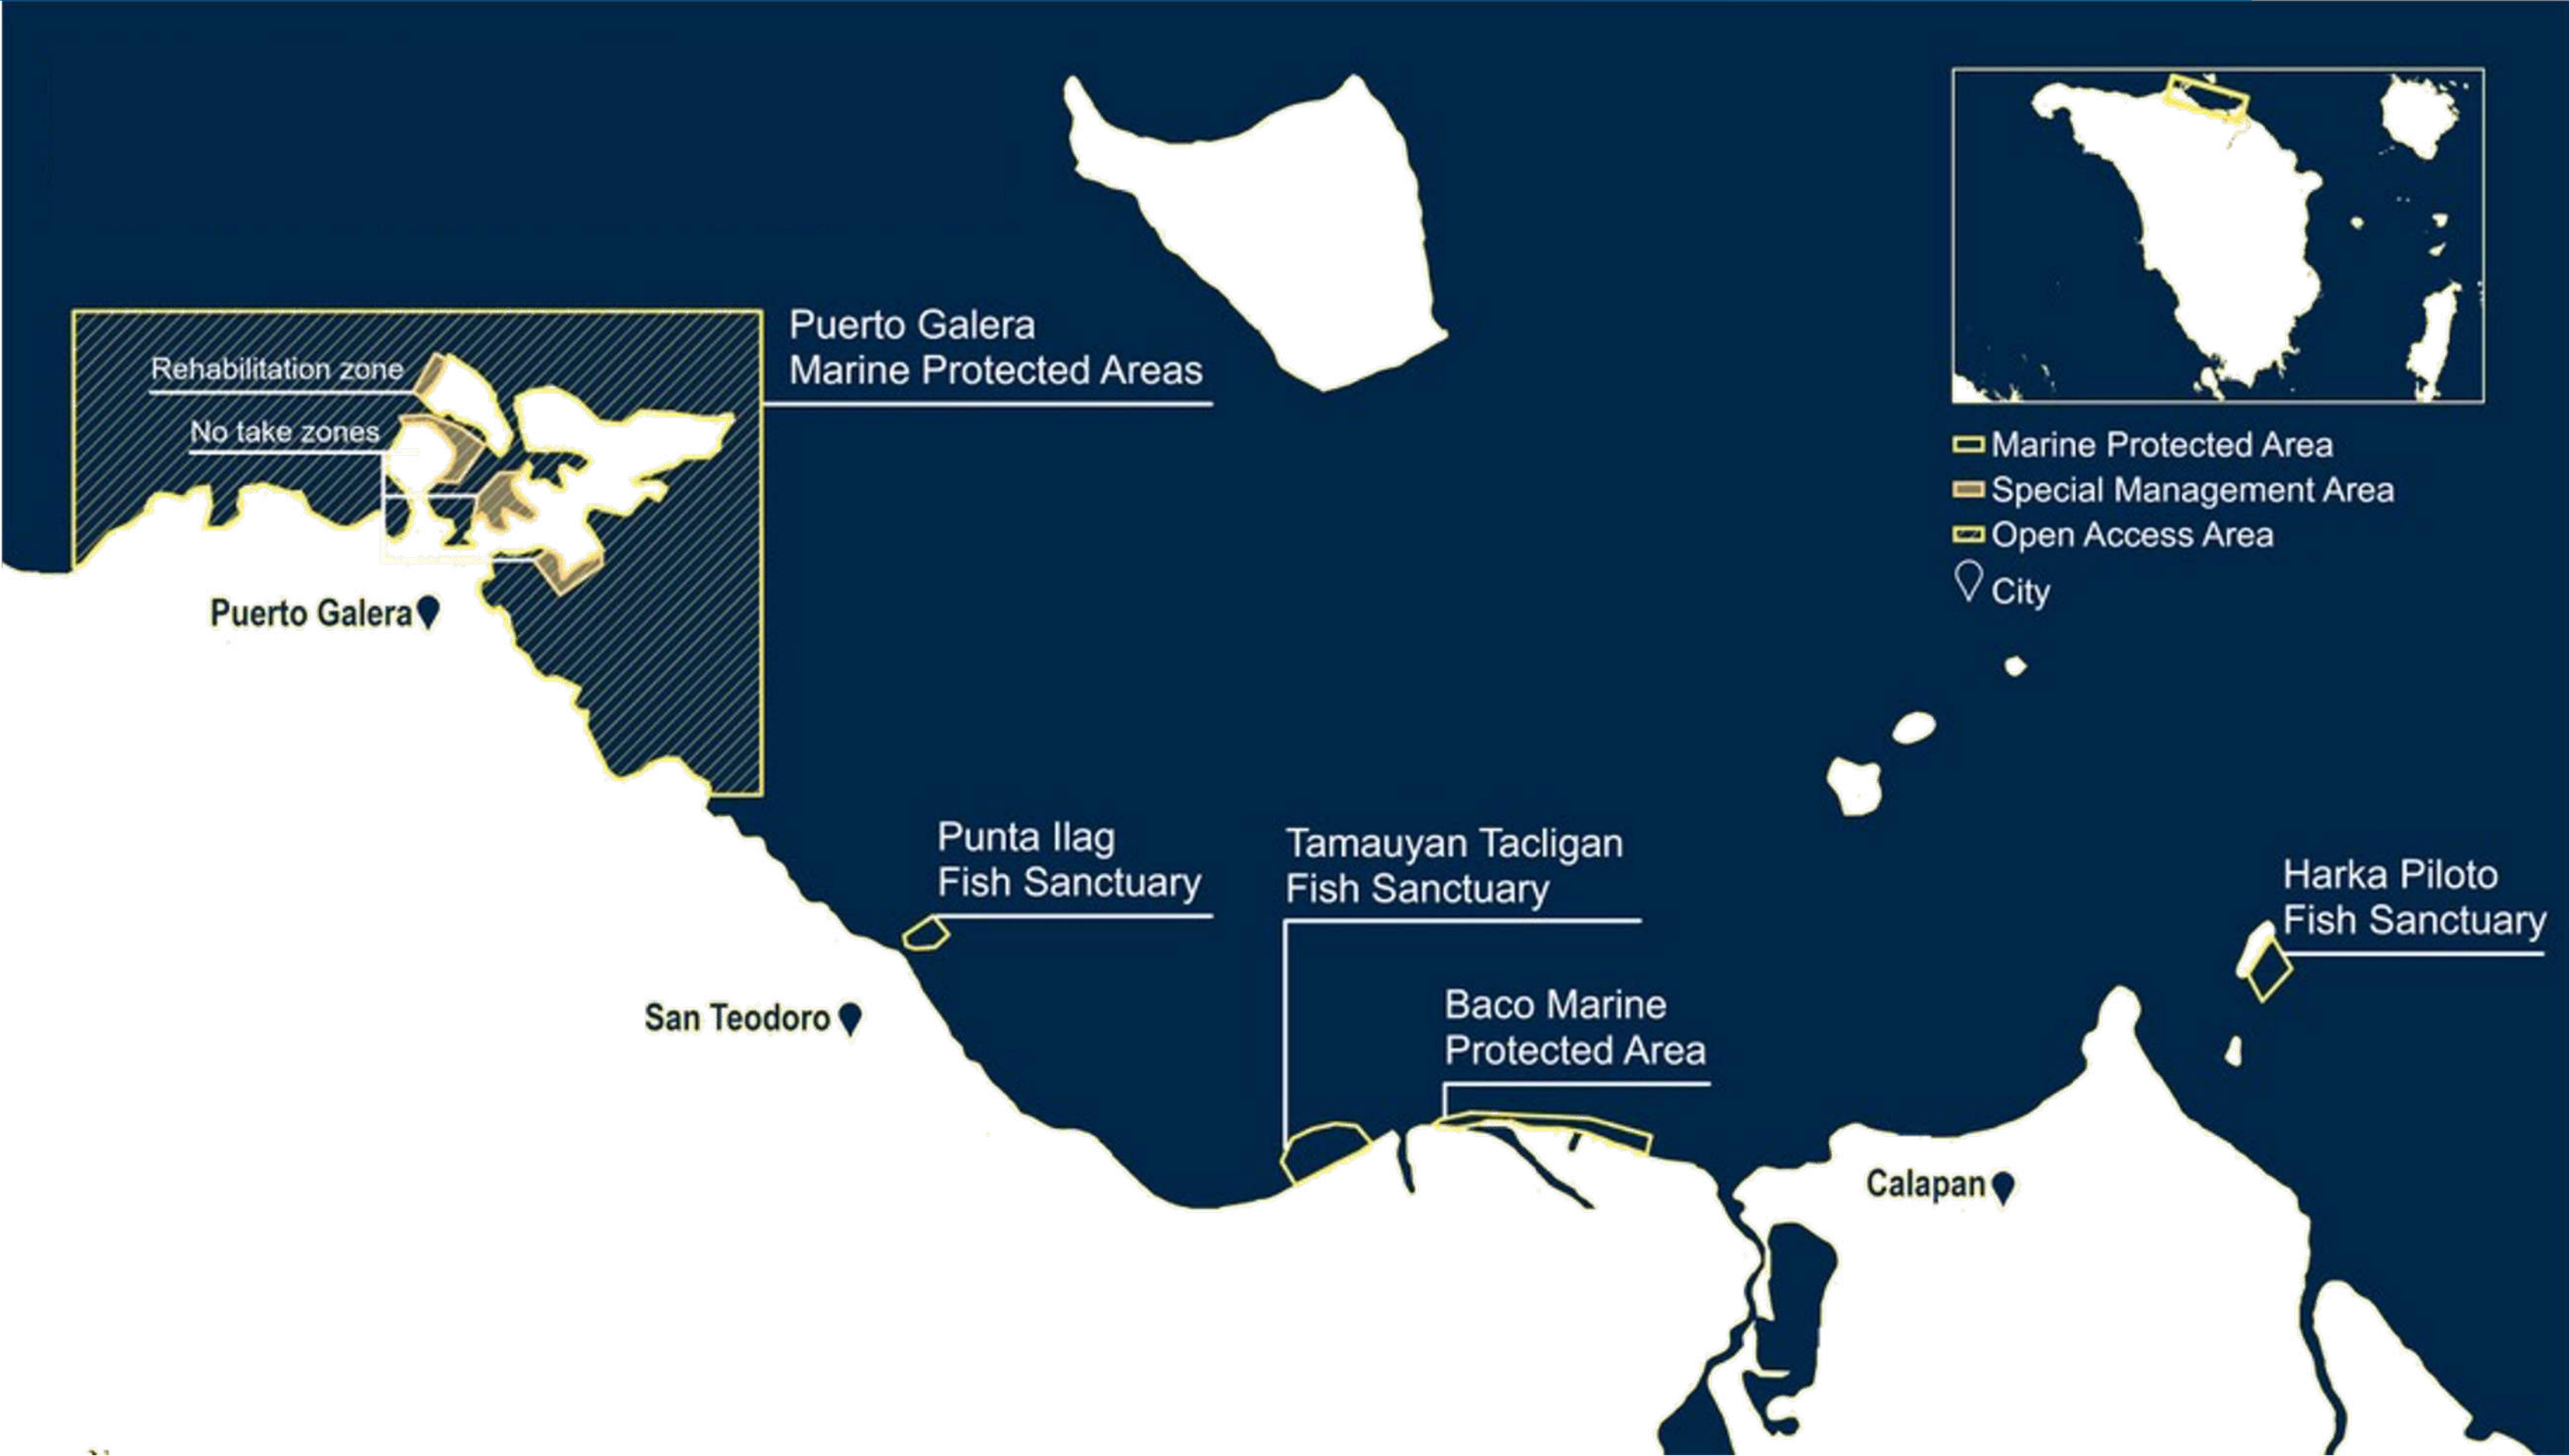 Puerto Galera
Marine Protected Areas
Rehabilitation zone
No take zones
Puerto Galera
Marine Protected Area
Special Management Area
Open Access Area
City
Punta Ilag
Fish Sanctuary
Tamauyan Tacligan
Fish Sanctuary
Harka Piloto
Fish Sanctuary
San Teodoro
Baco Marine
Protected Area
Calapan